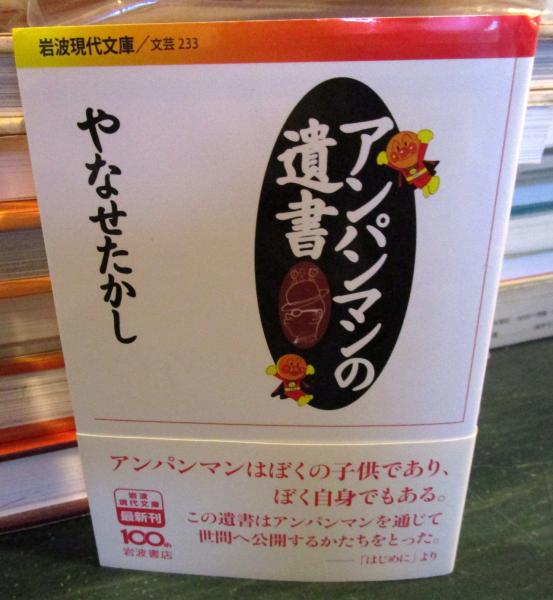 岩波現代文庫/文芸 233
アンパンマンの
遺書
やなせたかし
アンパンマンはぼくの子供であり、
ぼく自身でもある。
この遺書はアンパンマンを通じて
世間へ公開するかたちをとった。
——「はじめに」より
岩波
現代文庫
最新刊
100th
岩波書店